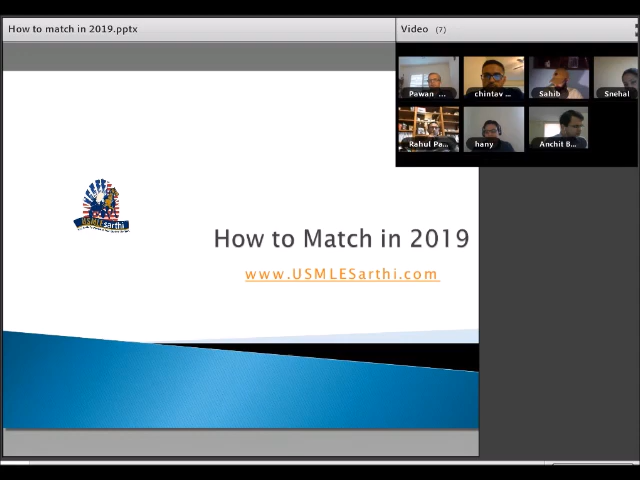 How to match in 2019.pptx
Video (7)
Pawan ...
chintav ...
Sahib
Snehal
Rahul Pa...
hany
Anchit B...
USMLESarthi
How to Match in 2019
www.USMLESarthi.com